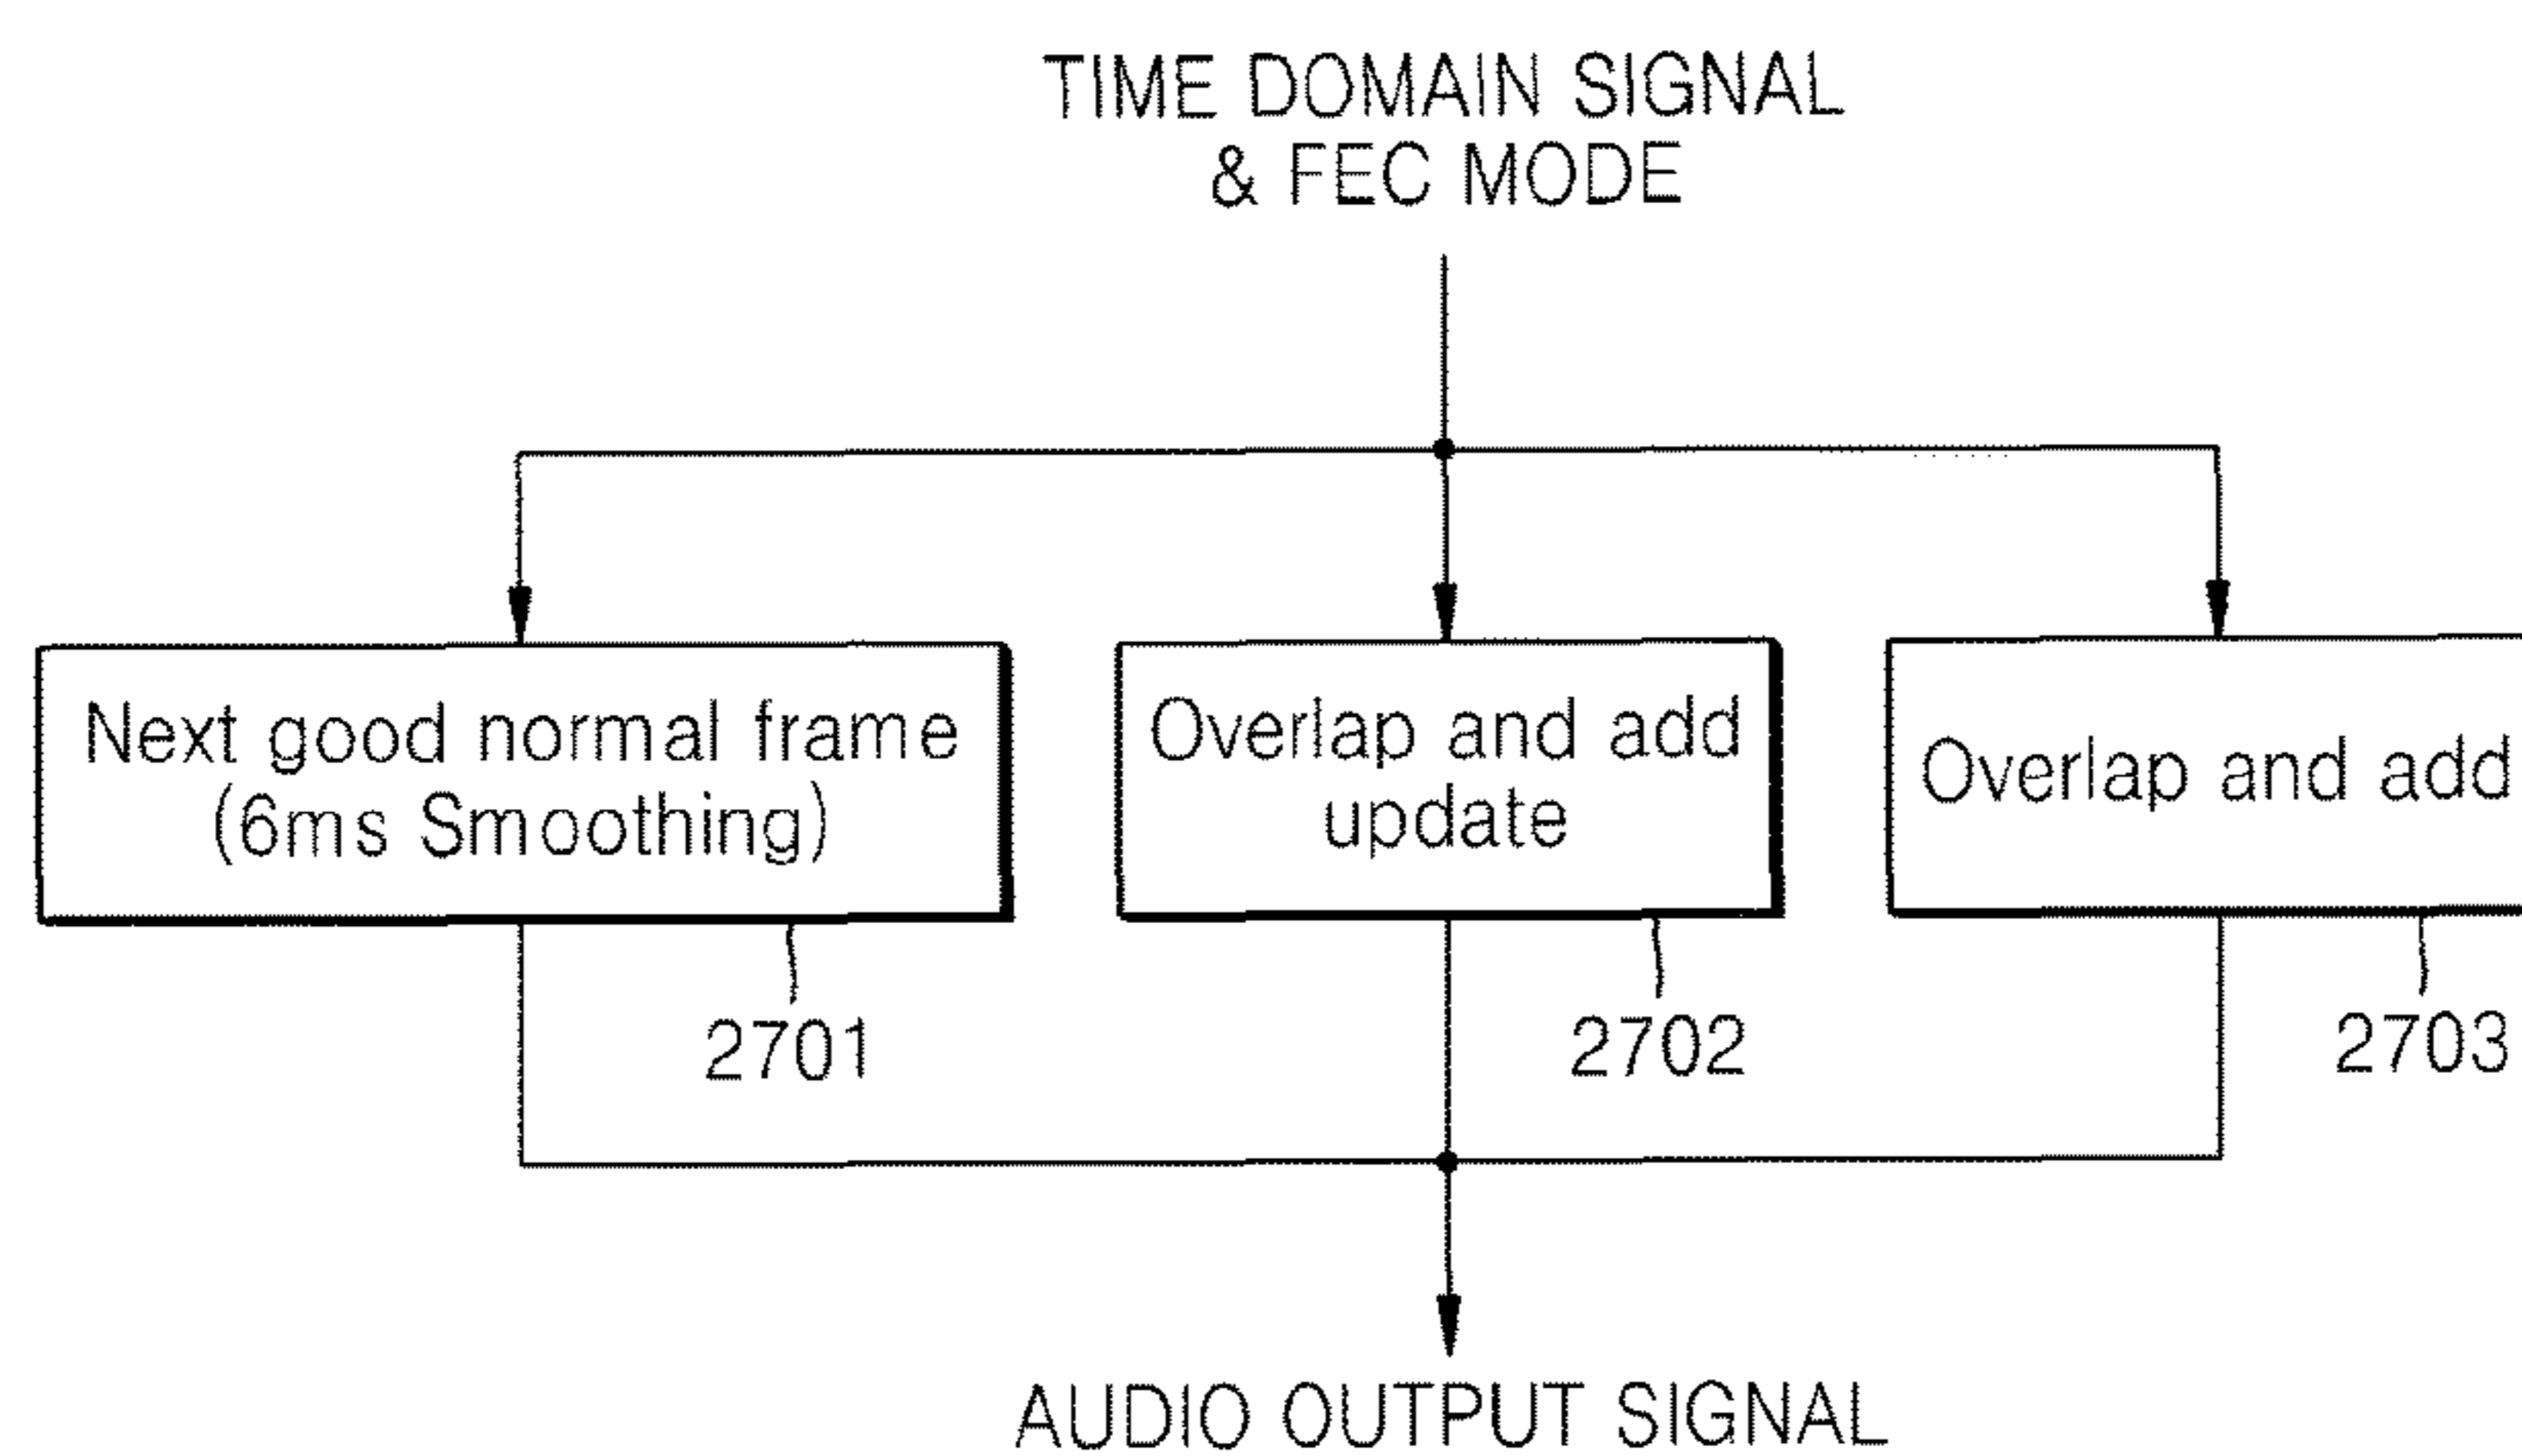 TIME DOMAIN SIGNAL
& FEC MODE
Next good normal frame
(6ms Smoothing)
Overlap and add
update
Overlap and add
2701
2702
2703
AUDIO OUTPUT SIGNAL